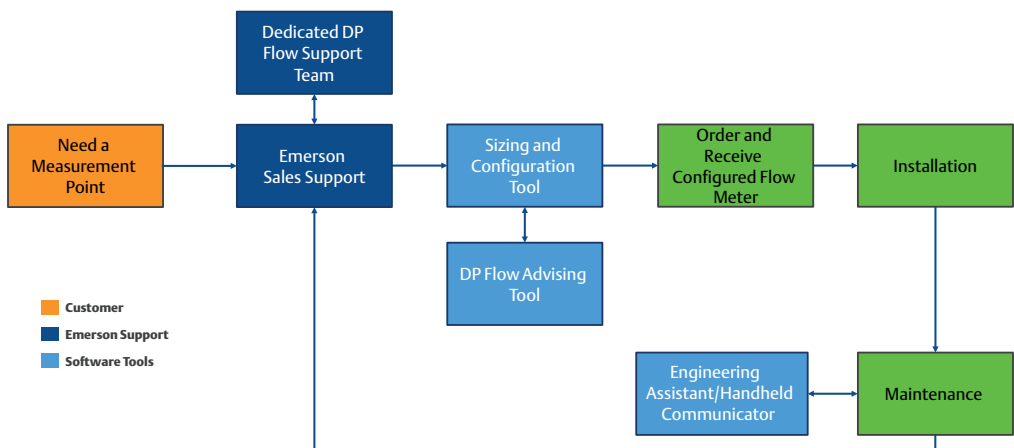 Dedicated DP
Flow Support
Team
Need a
Measurement
Point
Emerson
Sales Support
Sizing and
Configuration
Tool
Order and
Receive
Configured Flow
Meter
Installation
DP Flow Advising
Tool
Customer
Emerson Support
Software Tools
Engineering
Assistant/Handheld
Communicator
Maintenance